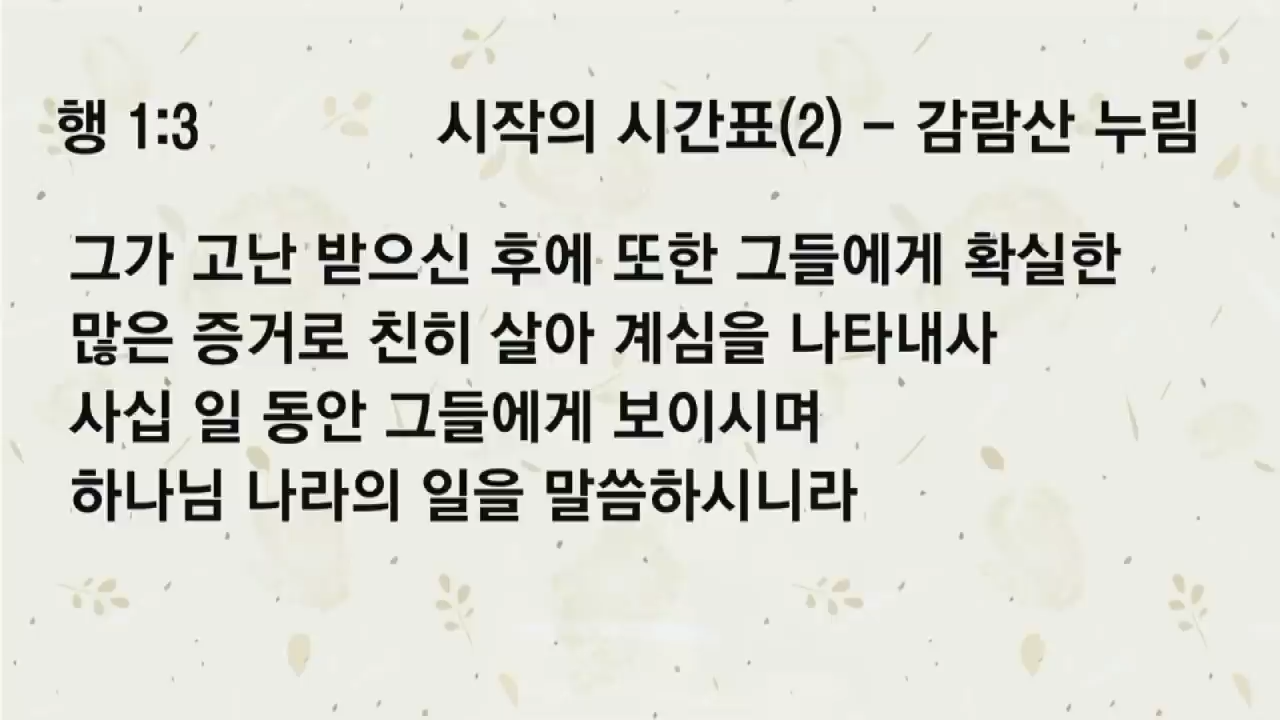 행 1:3 시작의 시간표(2) - 감람산 누림
그가 고난 받으신 후에 또한 그들에게 확실한
많은 증거로 친히 살아 계심을 나타내사
사십 일 동안 그들에게 보이시며
하나님 나라의 일을 말씀하시니라